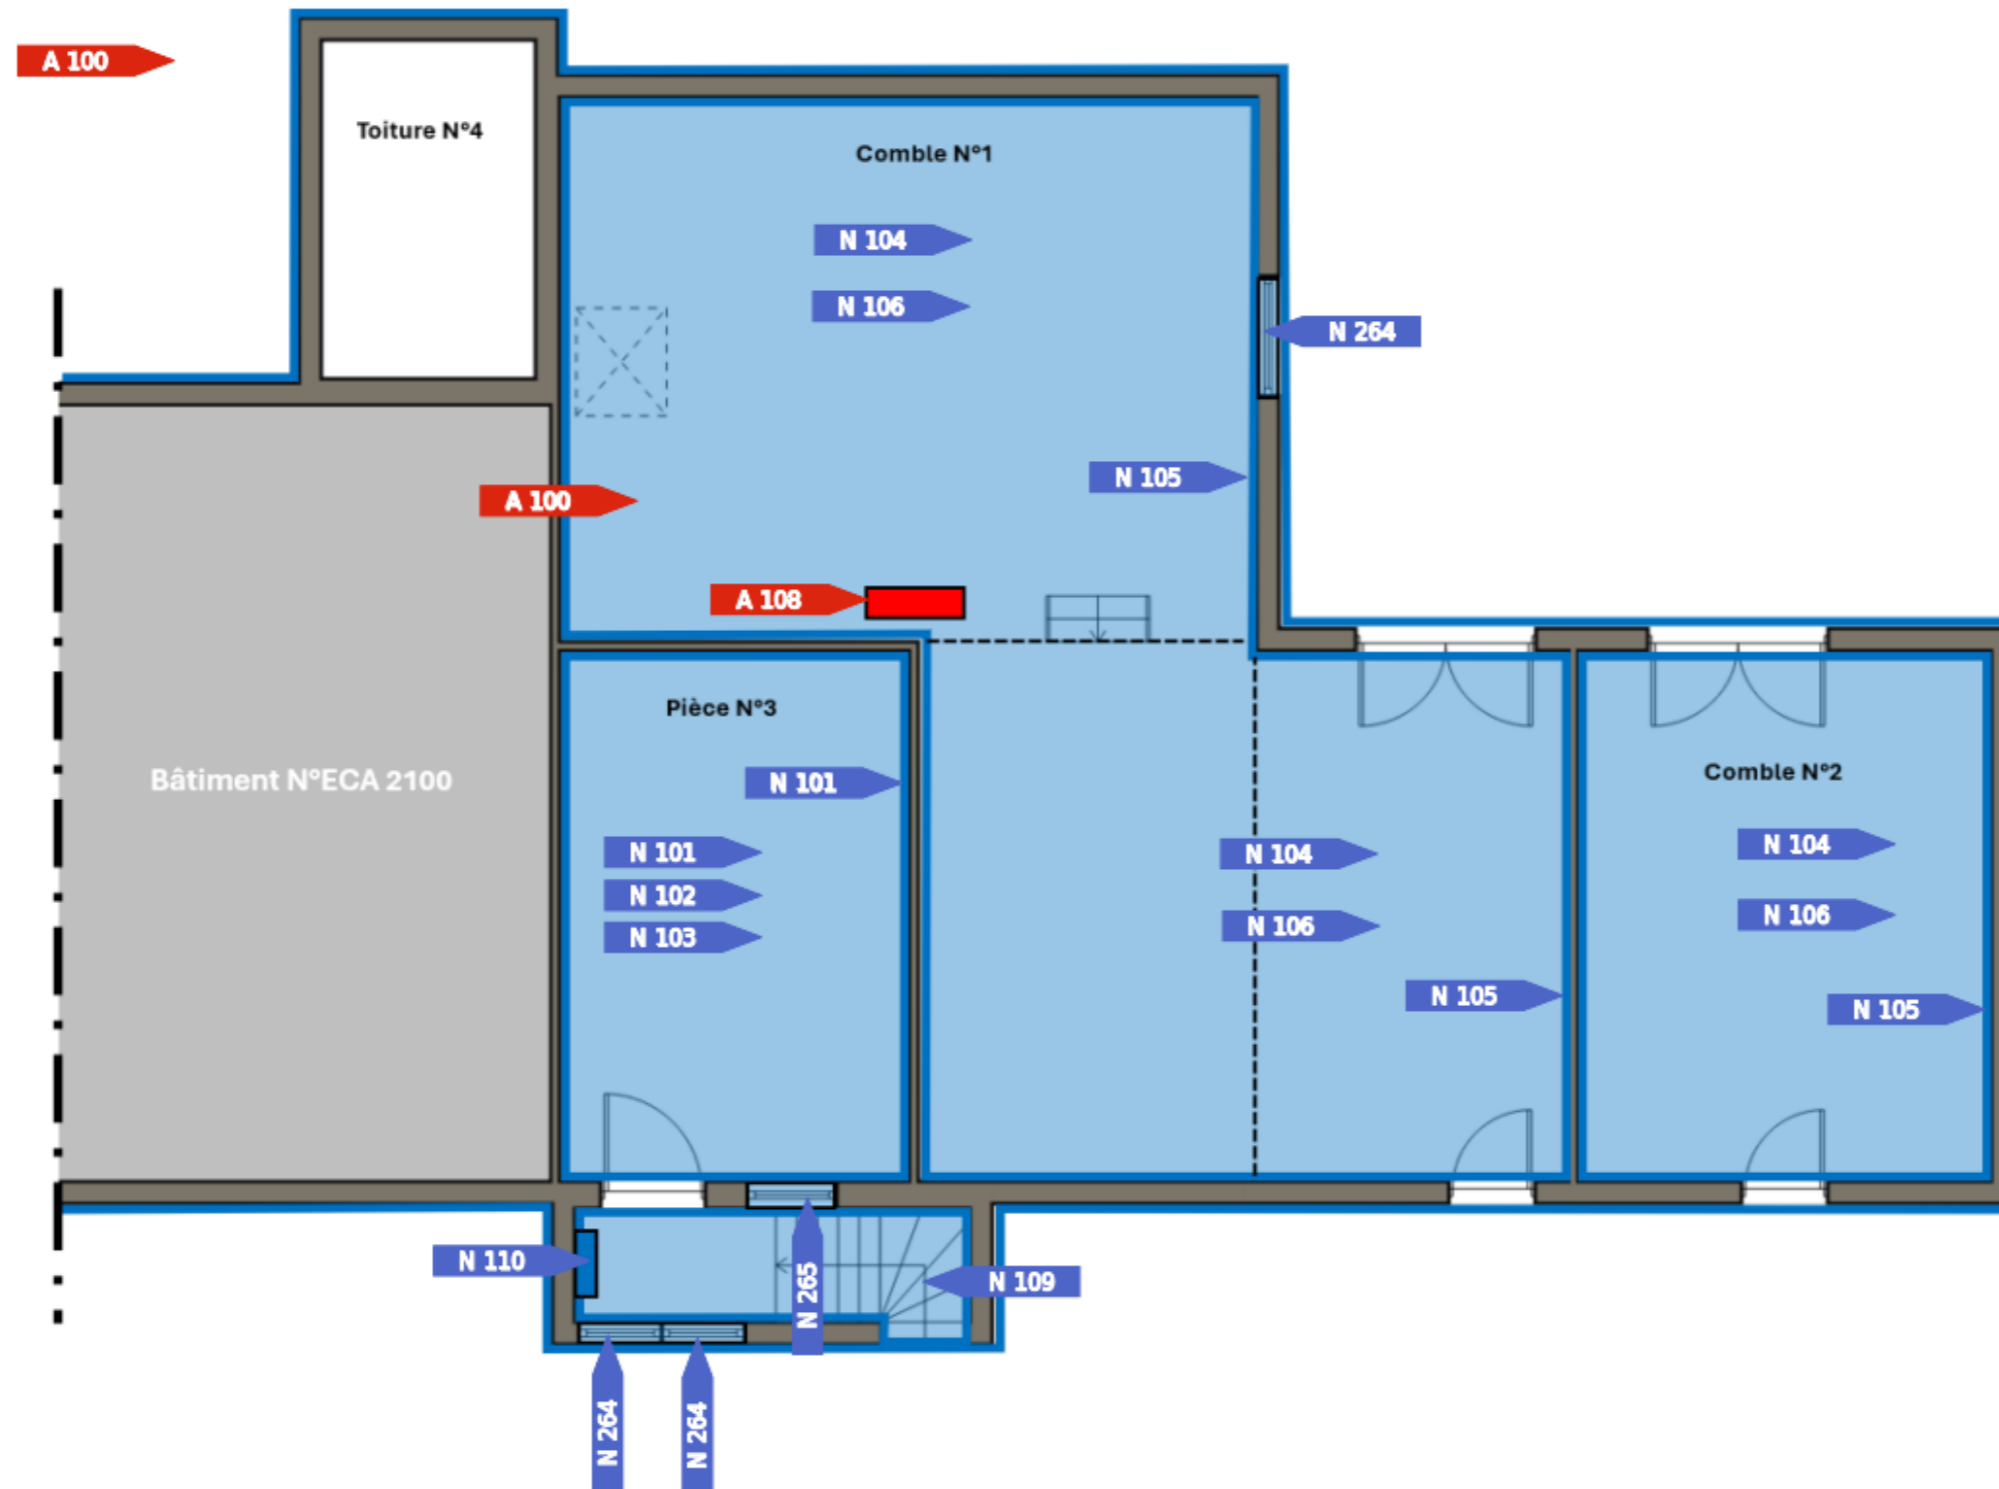 A 100
Toiture N°4
Comble N°1
N 104
N 106
N 264
N 105
A 100
A 108
Pièce N°3
N 101
Bâtiment N°ECA 2100
Comble N°2
N 101
N 104
N 104
N 102
N 106
N 106
N 103
N 105
N 105
N 110
N 265
N 109
N 264
N 264